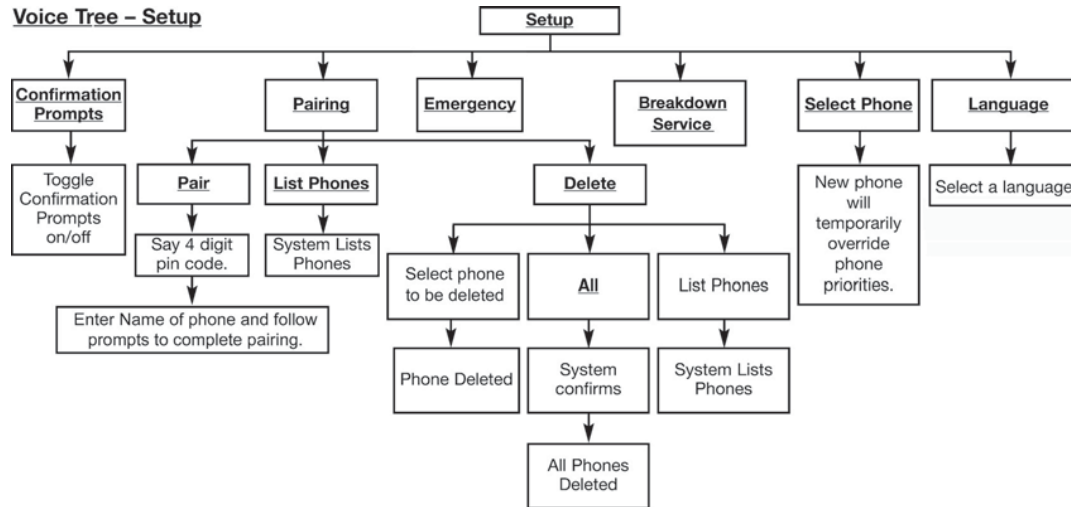 Voice Tree – Setup
Setup
Confirmation
Prompts
Pairing
Emergency
Breakdown
Service
Select Phone
Language
Toggle
Confirmation
Prompts
on/off
Pair
List Phones
Delete
New phone
will
temporarily
override
phone
priorities.
Select a language
Say 4 digit
pin code.
System Lists
Phones
Select phone
to be deleted
All
List Phones
Enter Name of phone and follow
prompts to complete pairing.
Phone Deleted
System
confirms
System Lists
Phones
All Phones
Deleted